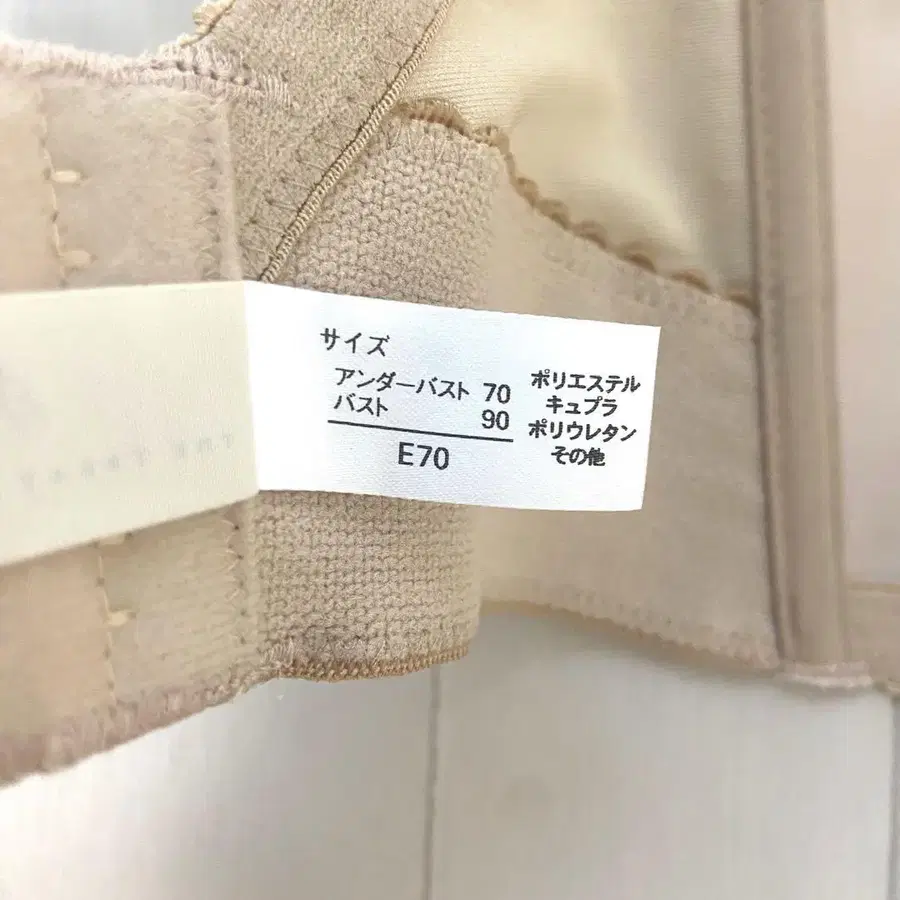 サイズ
アンダーバスト 70
バスト 90
E70
ポリエステル
キュプラ
ポリウレタン
その他